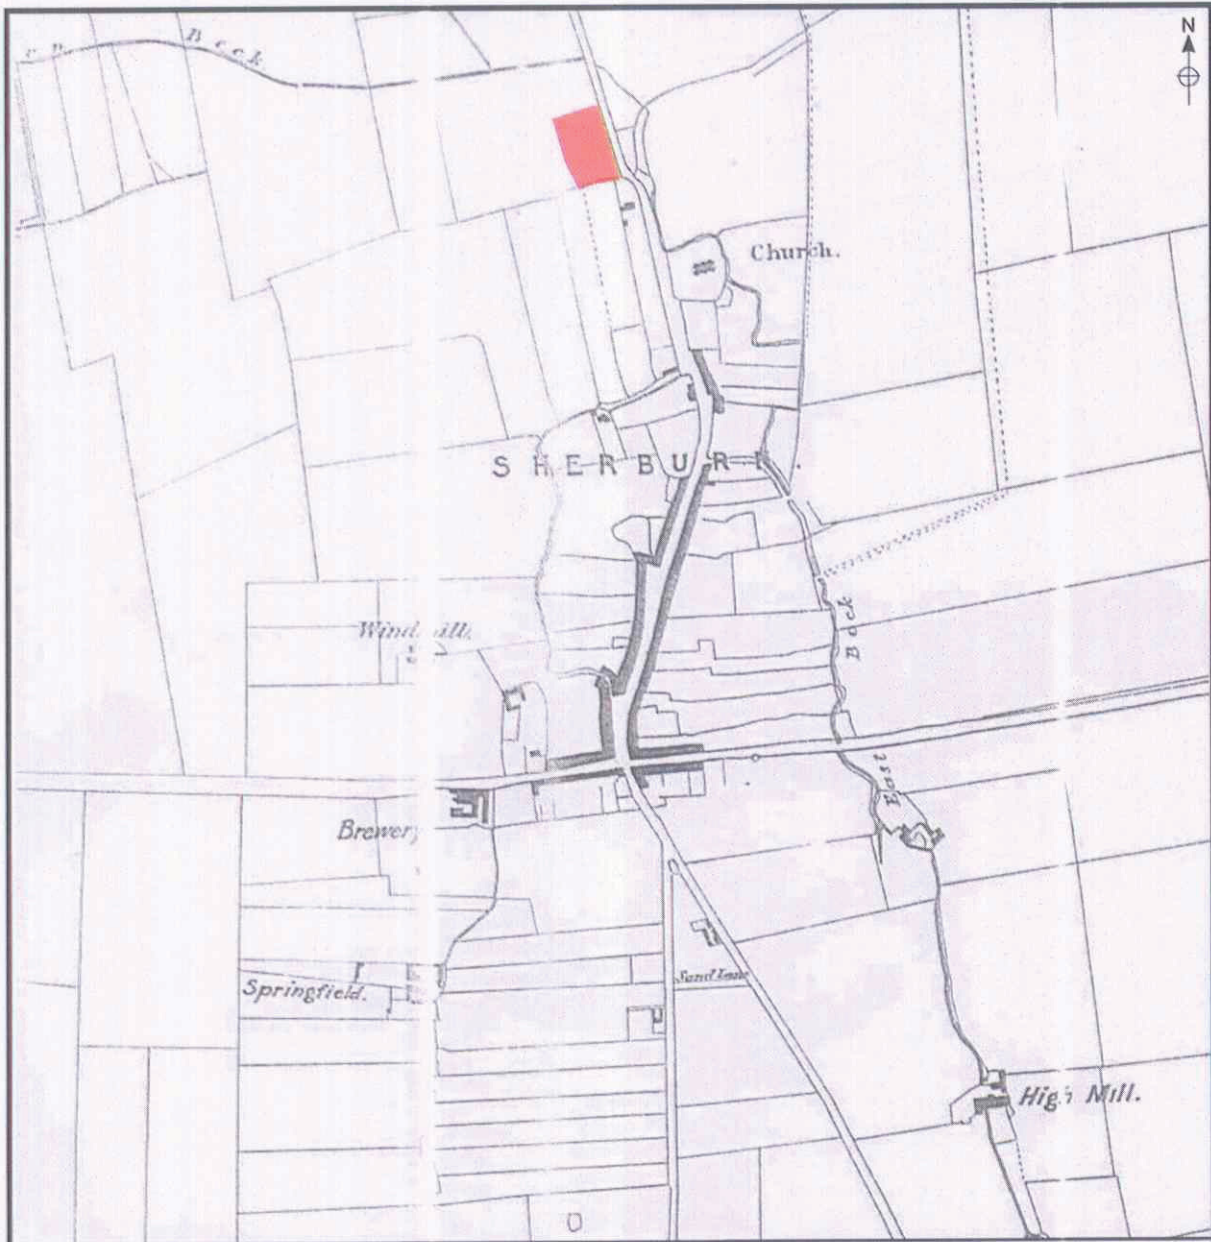 N
Beck
Church.
SHERBUR
Windmill.
Beck
East
Brewery
Springfield.
Sand Lane
High Mill.